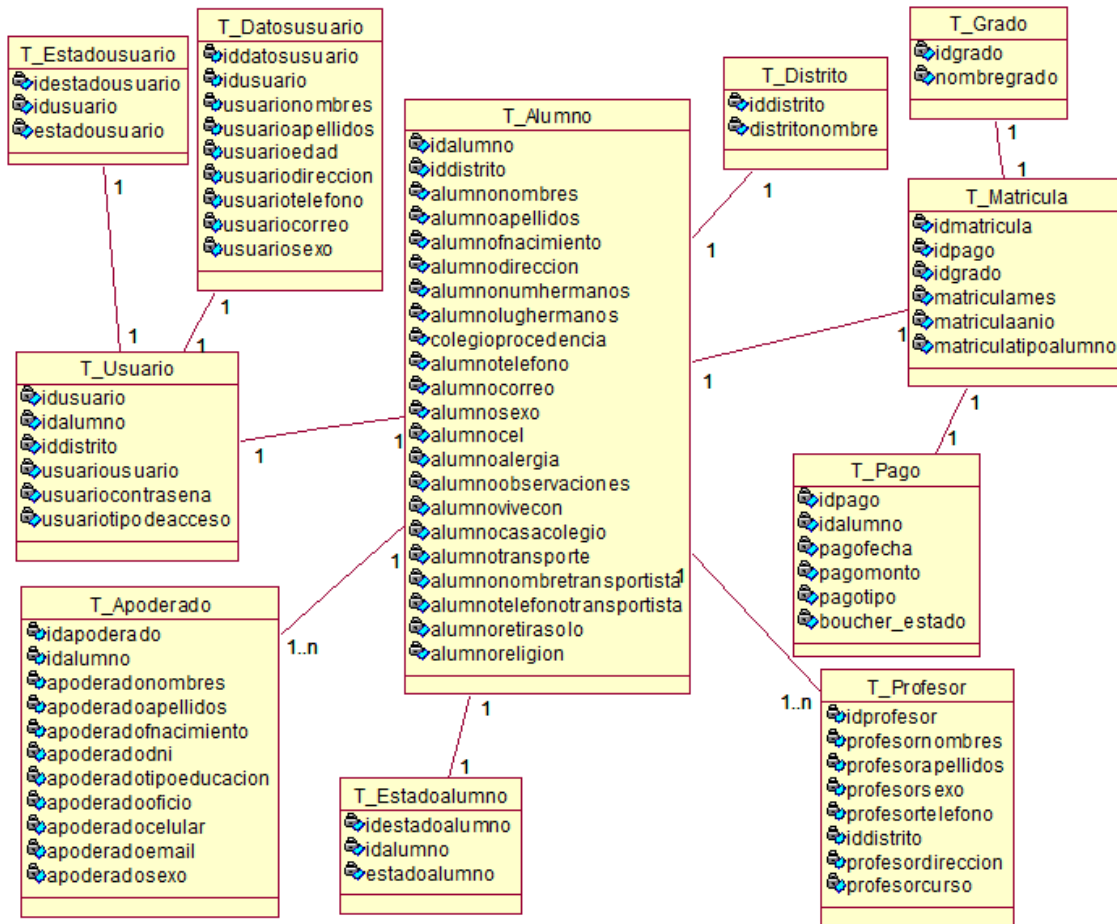 T_Estadousuario
idestadousuario
idusuario
estadousuario
1
T_Datosusuario
iddatosusuario
idusuario
usuarionombres
usuarioapellidos
usuarioedad
usuariodireccion
usuariotelefono
usuariocorreo
usuariosexo
1
T_Alumno
idalumno
iddistrito
alumnonombres
alumnoapellidos
alumnofnacimiento
alumnodireccion
alumnonumhermanos
alumnolughermanos
colegioprocedencia
alumnotelefono
alumnocorreo
alumnosexo
alumnocel
alumnoalergia
alumnoobservaciones
alumnovivecon
alumnocasacolegio
alumnotransporte
alumnonombretransportista
alumnotelefonotransportista
alumnoretirasolo
alumnoreligion
1
1
1
1
1
1
T_Distrito
iddistrito
distritonombre
1
T_Grado
idgrado
nombregrado
1
1
T_Matricula
idmatricula
idpago
idgrado
matriculames
matriculaanio
matriculatipoalumno
1
1
1
T_Pago
idpago
idalumno
pagofecha
pagomonto
pagotipo
boucher_estado
1
1
T_Usuario
idusuario
idalumno
iddistrito
usuariousuario
usuariocontrasena
usuariotipodeacceso
1
T_Apoderado
idapoderado
idalumno
apoderadonombres
apoderadoapellidos
apoderadofnacimiento
apoderadodni
apoderadotipoeducacion
apoderadooficio
apoderadocelular
apoderadoemail
apoderadosexo
1..n
T_Estadoalumno
idestadoalumno
idalumno
estadoalumno
1
1..n
T_Profesor
idprofesor
profesornombres
profesorapellidos
profesorsexo
profesortelefono
iddistrito
profesordireccion
profesorcurso